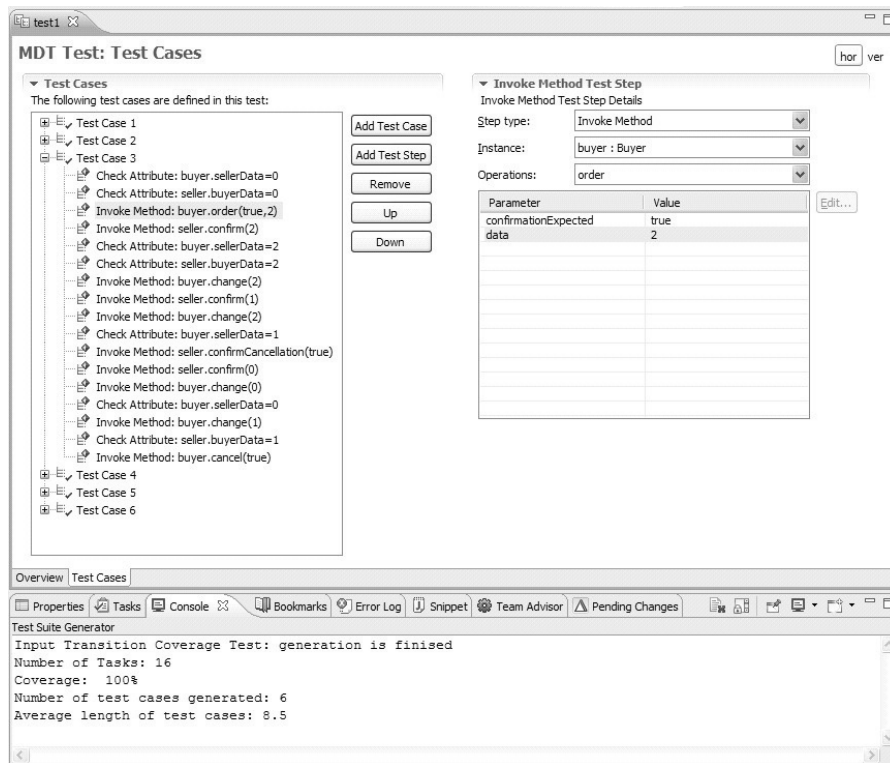 test1
MDT Test: Test Cases
hor ver
Test Cases
The following test cases are defined in this test:
Test Case 1
Test Case 2
Test Case 3
Check Attribute: buyer.sellerData=0
Check Attribute: seller.buyerData=0
Invoke Method: buyer.order(true,2)
Invoke Method: seller.confirm(2)
Check Attribute: buyer.sellerData=2
Check Attribute: seller.buyerData=2
Invoke Method: buyer.change(2)
Invoke Method: seller.confirm(1)
Invoke Method: buyer.change(2)
Check Attribute: buyer.sellerData=1
Invoke Method: seller.confirmCancellation(true)
Invoke Method: seller.confirm(0)
Invoke Method: buyer.change(0)
Check Attribute: buyer.sellerData=0
Invoke Method: buyer.change(1)
Check Attribute: seller.buyerData=1
Invoke Method: buyer.cancel(true)
Test Case 4
Test Case 5
Test Case 6
Add Test Case
Add Test Step
Remove
Up
Down
Invoke Method Test Step
Invoke Method Test Step Details
Step type: Invoke Method
Instance: buyer : Buyer
Operations: order
Parameter Value
confirmationExpected true
data 2
Edit...
Overview Test Cases
Properties Tasks Console Bookmarks Error Log Snippet Team Advisor Pending Changes
Test Suite Generator
Input Transition Coverage Test: generation is finised
Number of Tasks: 16
Coverage: 100%
Number of test cases generated: 6
Average length of test cases: 8.5